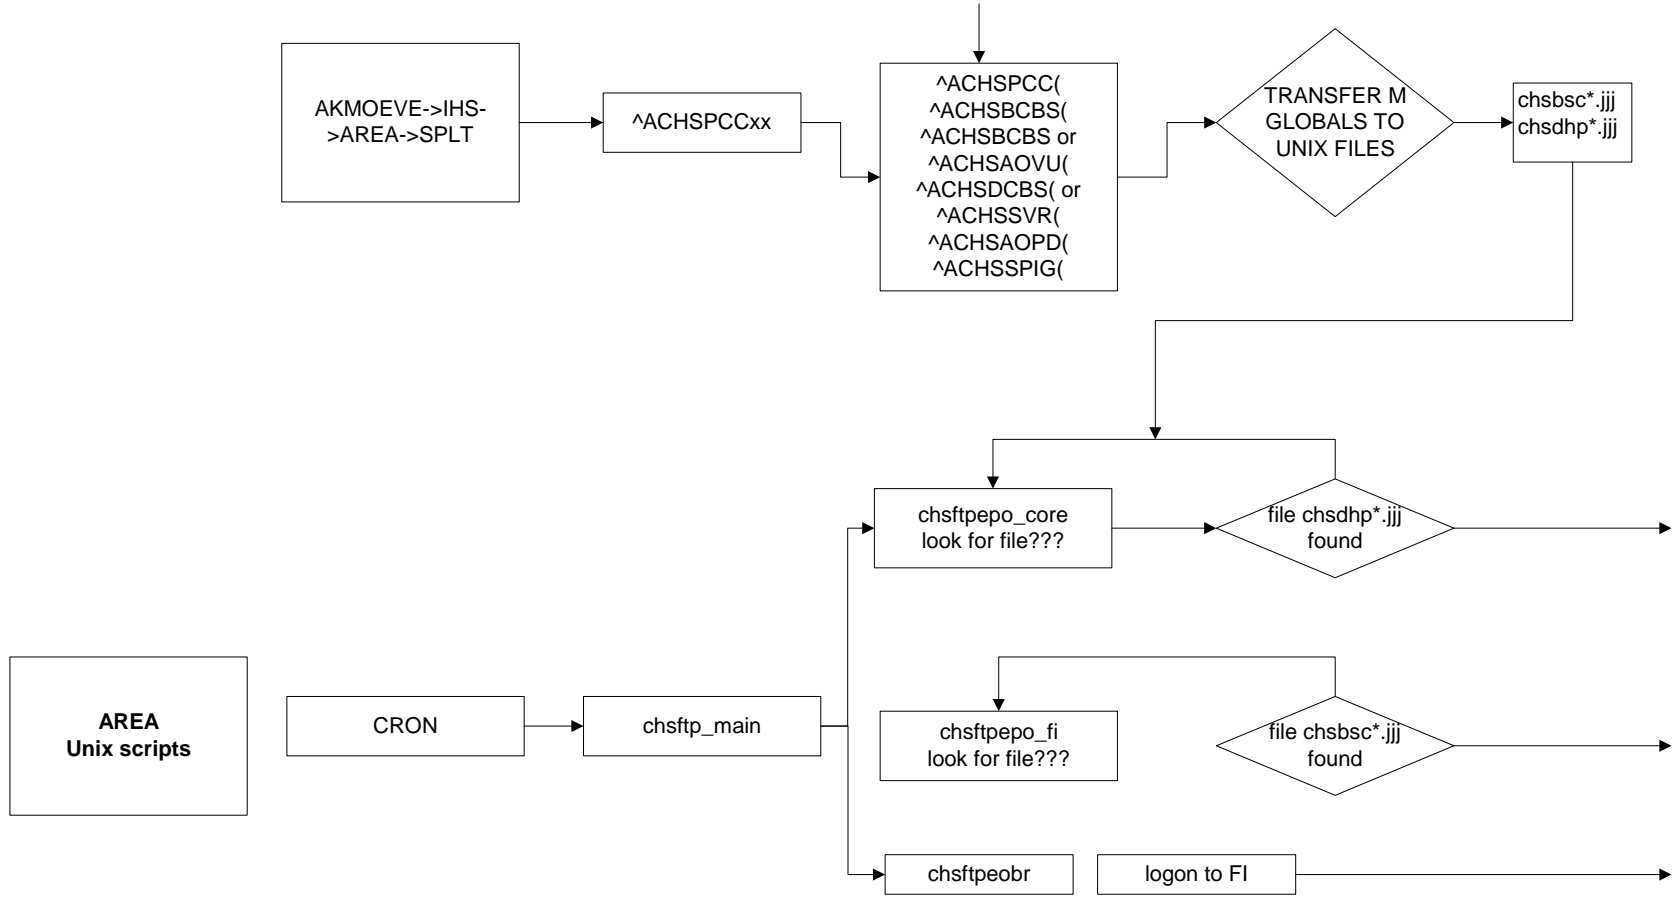 AKMOEVE->IHS-
>AREA->SPLT
^ACHSPCCxx
^ACHSPCC(
^ACHSBCBS(
^ACHSBCBS or
^ACHSAOVU(
^ACHSDCBS( or
^ACHSSVR(
^ACHSAOPD(
^ACHSSPIG(
TRANSFER M
GLOBALS TO
UNIX FILES
chsbsc*.jjj
chsdhp*.jjj
chsftpepo_core
look for file???
file chsdhp*.jjj
found
AREA
Unix scripts
CRON
chsftp_main
chsftpepo_fi
look for file???
file chsbsc*.jjj
found
chsftpeobr
logon to FI